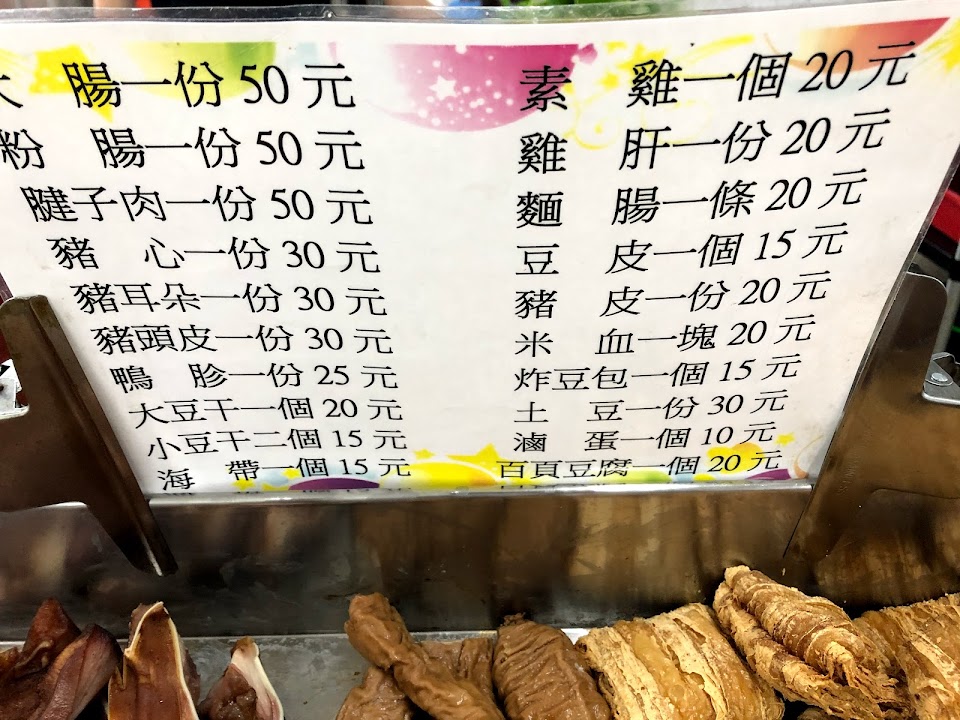 大 腸一份 50 元
粉 腸一份 50 元
腱子肉一份 50 元
豬 心一份 30 元
豬耳朵一份 30 元
豬頭皮一份 30 元
鴨 胗一份 25 元
大豆干一個 20 元
小豆干二個 15 元
海 帶一個 15 元
素 雞一個 20 元
雞 肝一份 20 元
麵 腸一條 20 元
豆 皮一個 15 元
豬 皮一份 20 元
米 血一塊 20 元
炸豆包一個 15 元
土 豆一份 30 元
滷 蛋一個 10 元
百頁豆腐一個 20 元